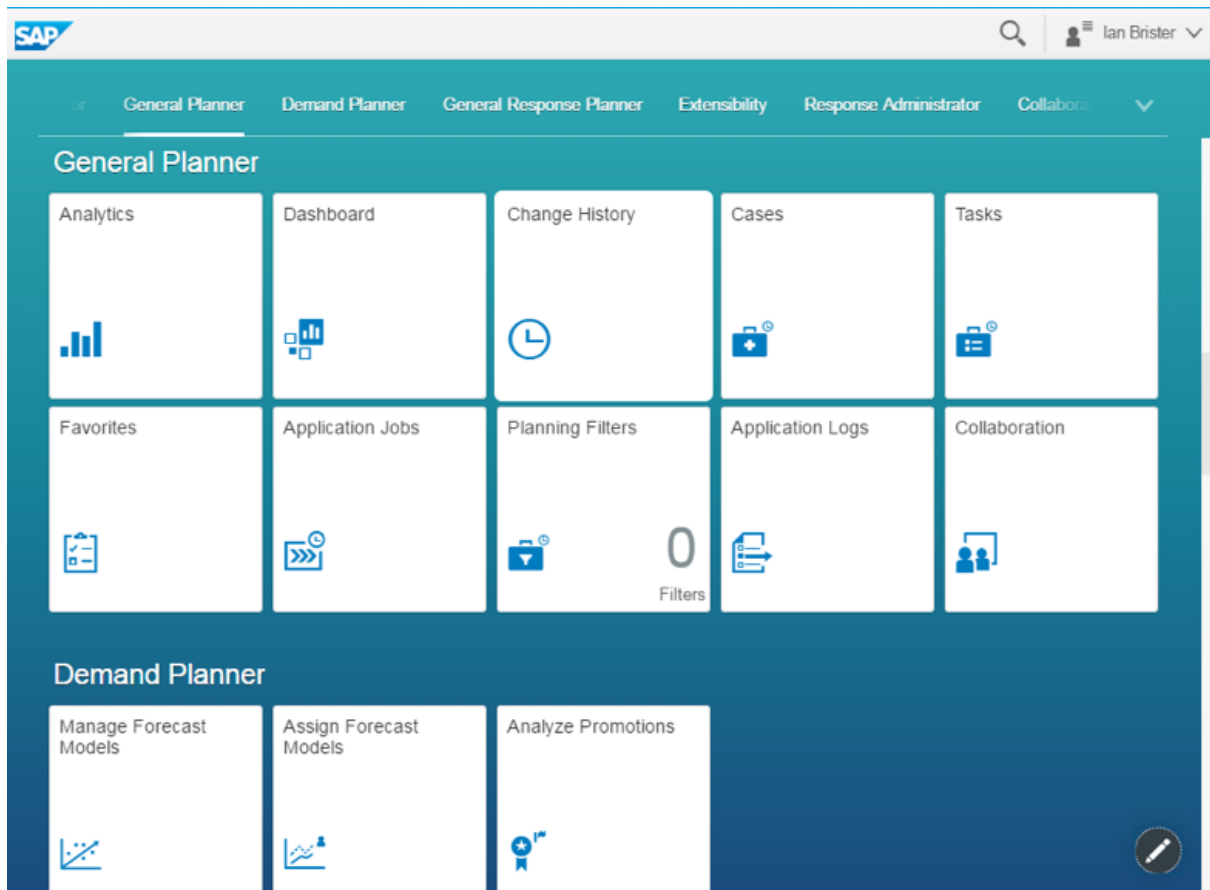 SAP
Ian Brister
General Planner Demand Planner General Response Planner Extensibility Response Administrator
General Planner
Analytics Dashboard Change History Cases Tasks
Favorites Application Jobs Planning Filters Application Logs Collaboration
0
Filters
Demand Planner
Manage Forecast Models
Assign Forecast Models
Analyze Promotions